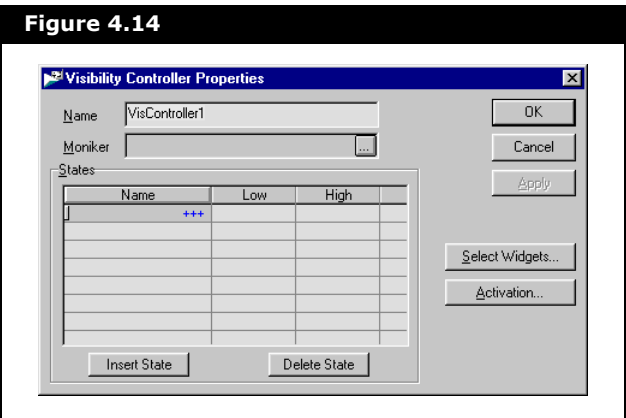 Figure 4.14
Visibility Controller Properties
Name VisController1
OK
Moniker ...
Cancel
States
Apply
Name Low High
+++
Select Widgets...
Activation...
Insert State Delete State